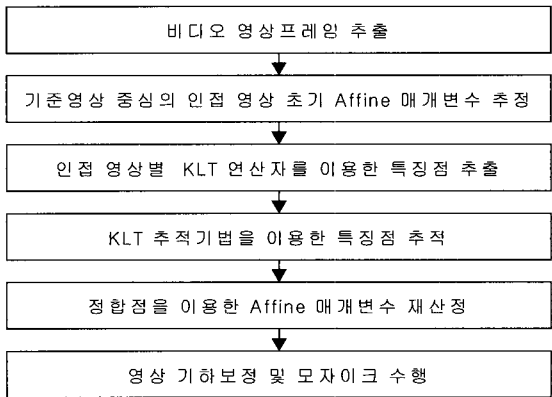 비디오 영상프레임 추출
기준영상 중심의 인접 영상 초기 Affine 매개변수 추정
인접 영상별 KLT 연산자를 이용한 특징점 추출
KLT 추적기법을 이용한 특징점 추적
정합점을 이용한 Affine 매개변수 재산정
영상 기하보정 및 모자이크 수행